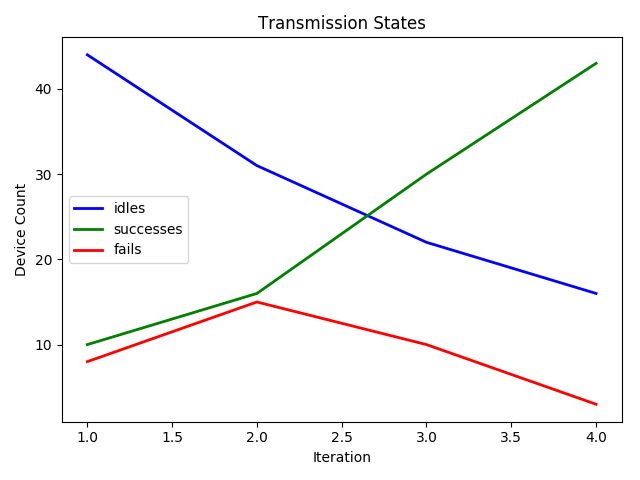 Transmission States
Device Count
40
30
20
10
idles
successes
fails
1.0 1.5 2.0 2.5 3.0 3.5 4.0
Iteration